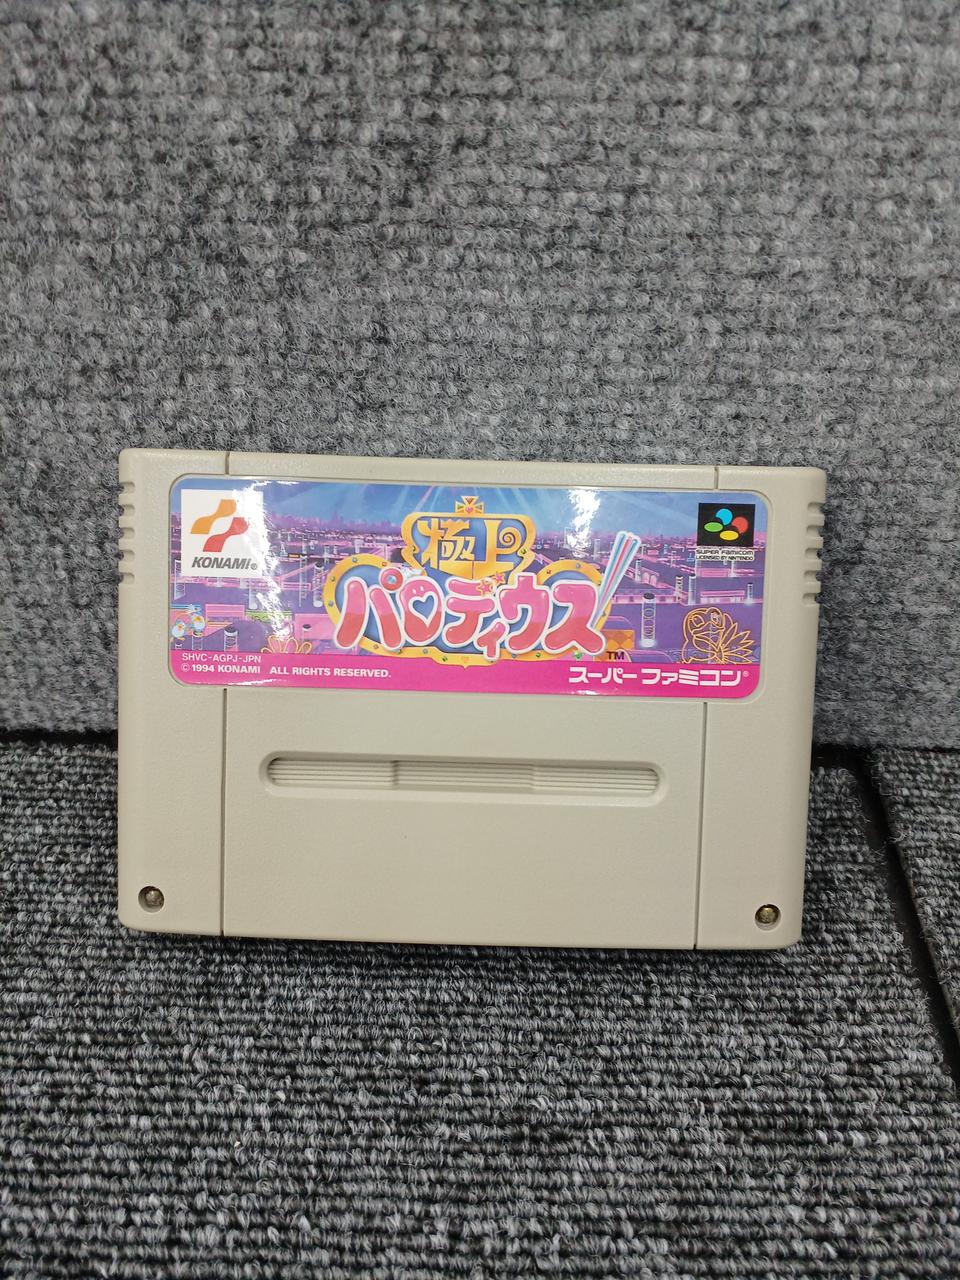 KONAMI®
極上
パロディウス
TM
SUPER FAMICOM
LICENSED BY NINTENDO
SHVC-AGPJ-JPN
© 1994 KONAMI ALL RIGHTS RESERVED.
スーパー ファミコン®